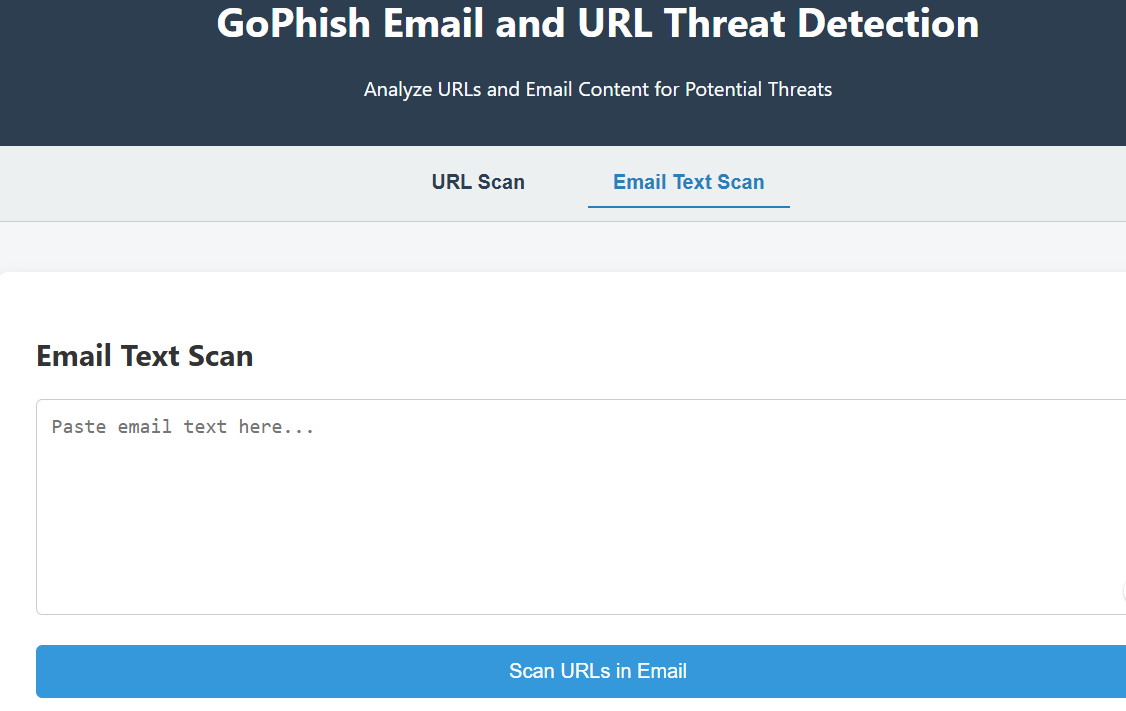 GoPhish Email and URL Threat Detection
Analyze URLs and Email Content for Potential Threats
URL Scan
Email Text Scan
Email Text Scan
Paste email text here...
Scan URLs in Email